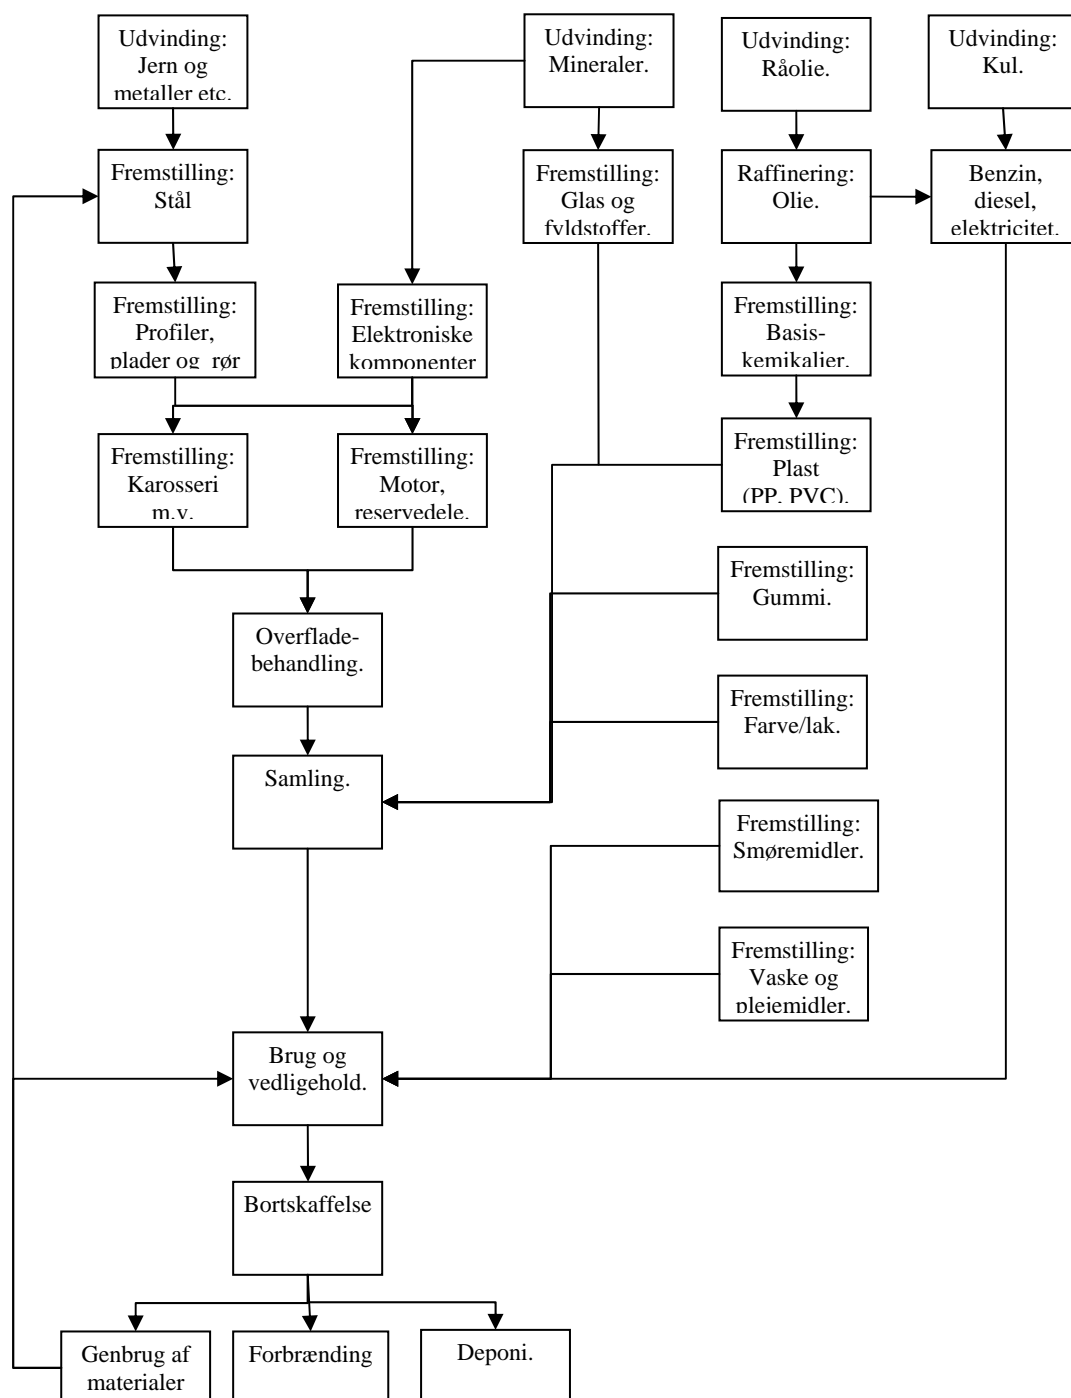 Udvinding:
Jern og
metaller etc.
Udvinding:
Mineraler.
Udvinding:
Råolie.
Udvinding:
Kul.
Fremstilling:
Stål
Fremstilling:
Glas og
fyldstoffer.
Raffinering:
Olie.
Benzin,
diesel,
elektricitet.
Fremstilling:
Profiler,
plader og  rør
Fremstilling:
Elektroniske
komponenter
Fremstilling:
Basis-
kemikalier.
Fremstilling:
Karosseri
m.v.
Fremstilling:
Motor,
reservedele.
Fremstilling:
Plast
(PP, PVC).
Fremstilling:
Gummi.
Overflade-
behandling.
Fremstilling:
Farve/lak.
Samling.
Fremstilling:
Smøremidler.
Fremstilling:
Vaske og
plejemidler.
Brug og
vedligehold.
Bortskaffelse
Genbrug af
materialer
Forbrænding
Deponi.